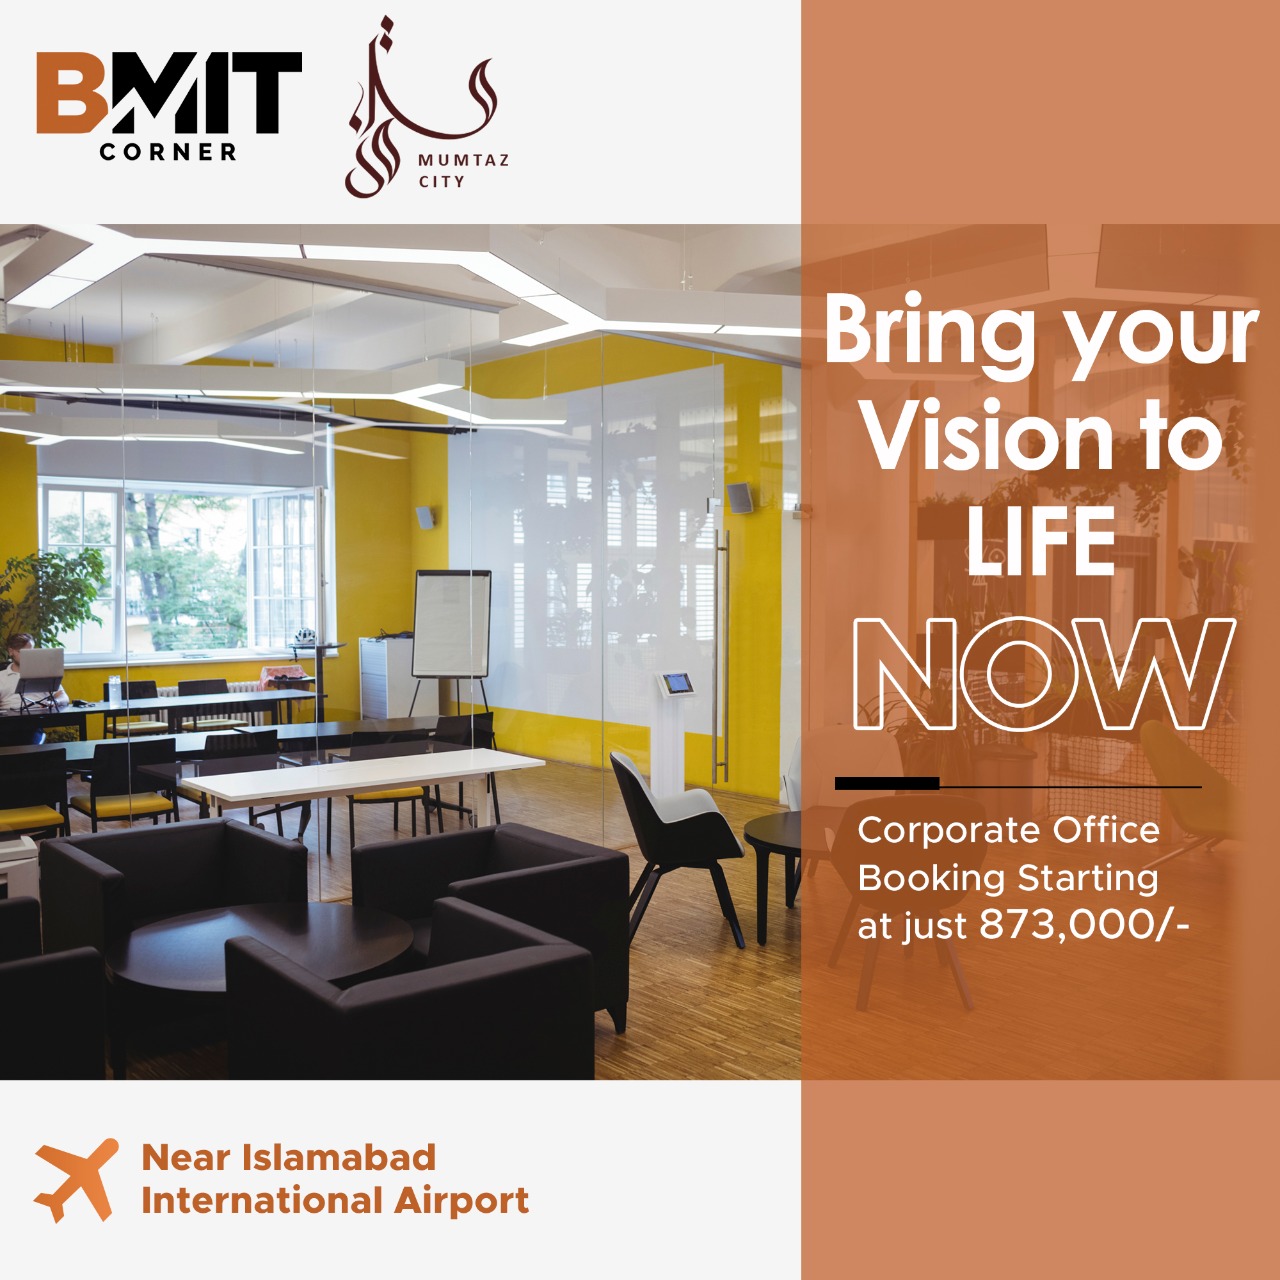 BMIT
CORNER
MUMTAZ
CITY
Bring your
Vision to
LIFE
NOW
Corporate Office
Booking Starting
at just 873,000/-
Near Islamabad
International Airport